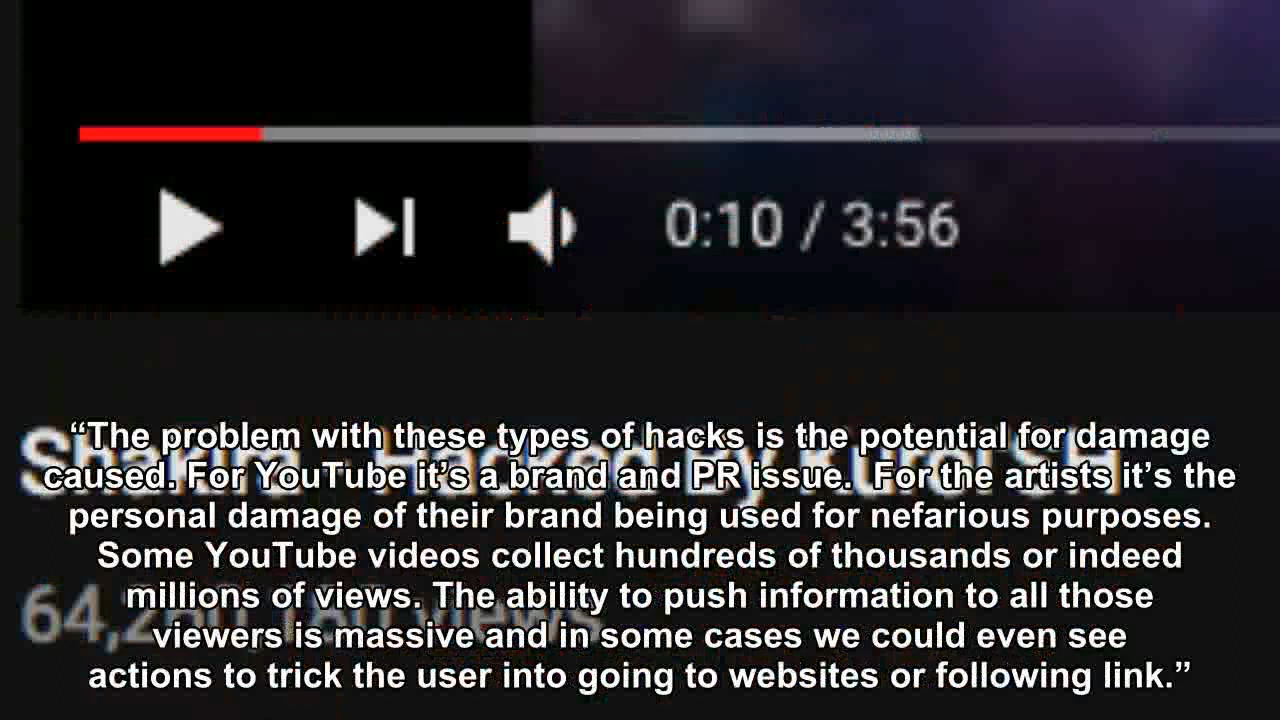 0:10 / 3:56
“The problem with these types of hacks is the potential for damage
caused. For YouTube it’s a brand and PR issue.  For the artists it’s the
personal damage of their brand being used for nefarious purposes.
Some YouTube videos collect hundreds of thousands or indeed
millions of views. The ability to push information to all those
viewers is massive and in some cases we could even see
actions to trick the user into going to websites or following link.”
Shakira Hacked by
views